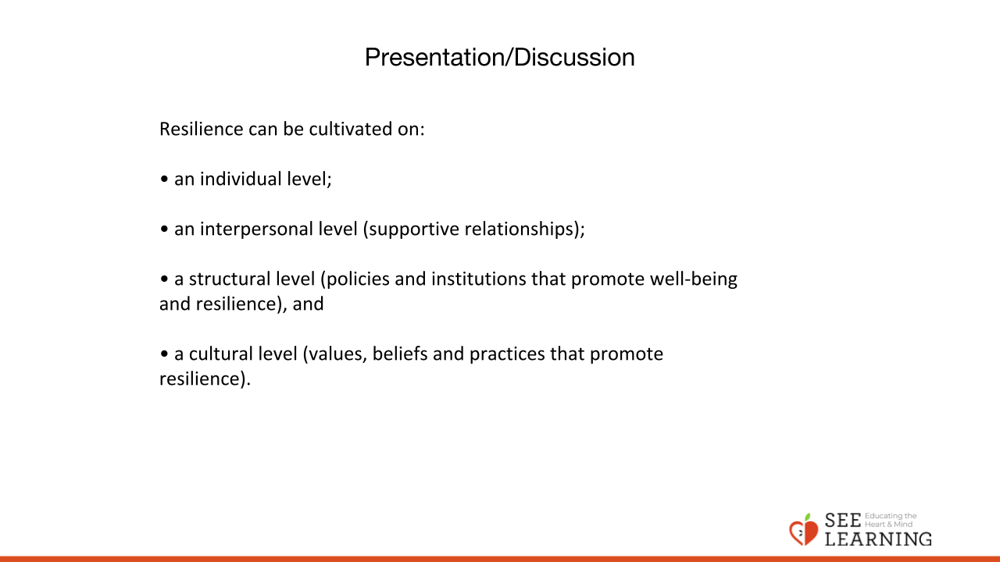 Presentation/Discussion
Resilience can be cultivated on:
• an individual level;
• an interpersonal level (supportive relationships);
• a structural level (policies and institutions that promote well-being
and resilience), and
• a cultural level (values, beliefs and practices that promote
resilience).
SEE Educating the
Heart & Mind
LEARNING